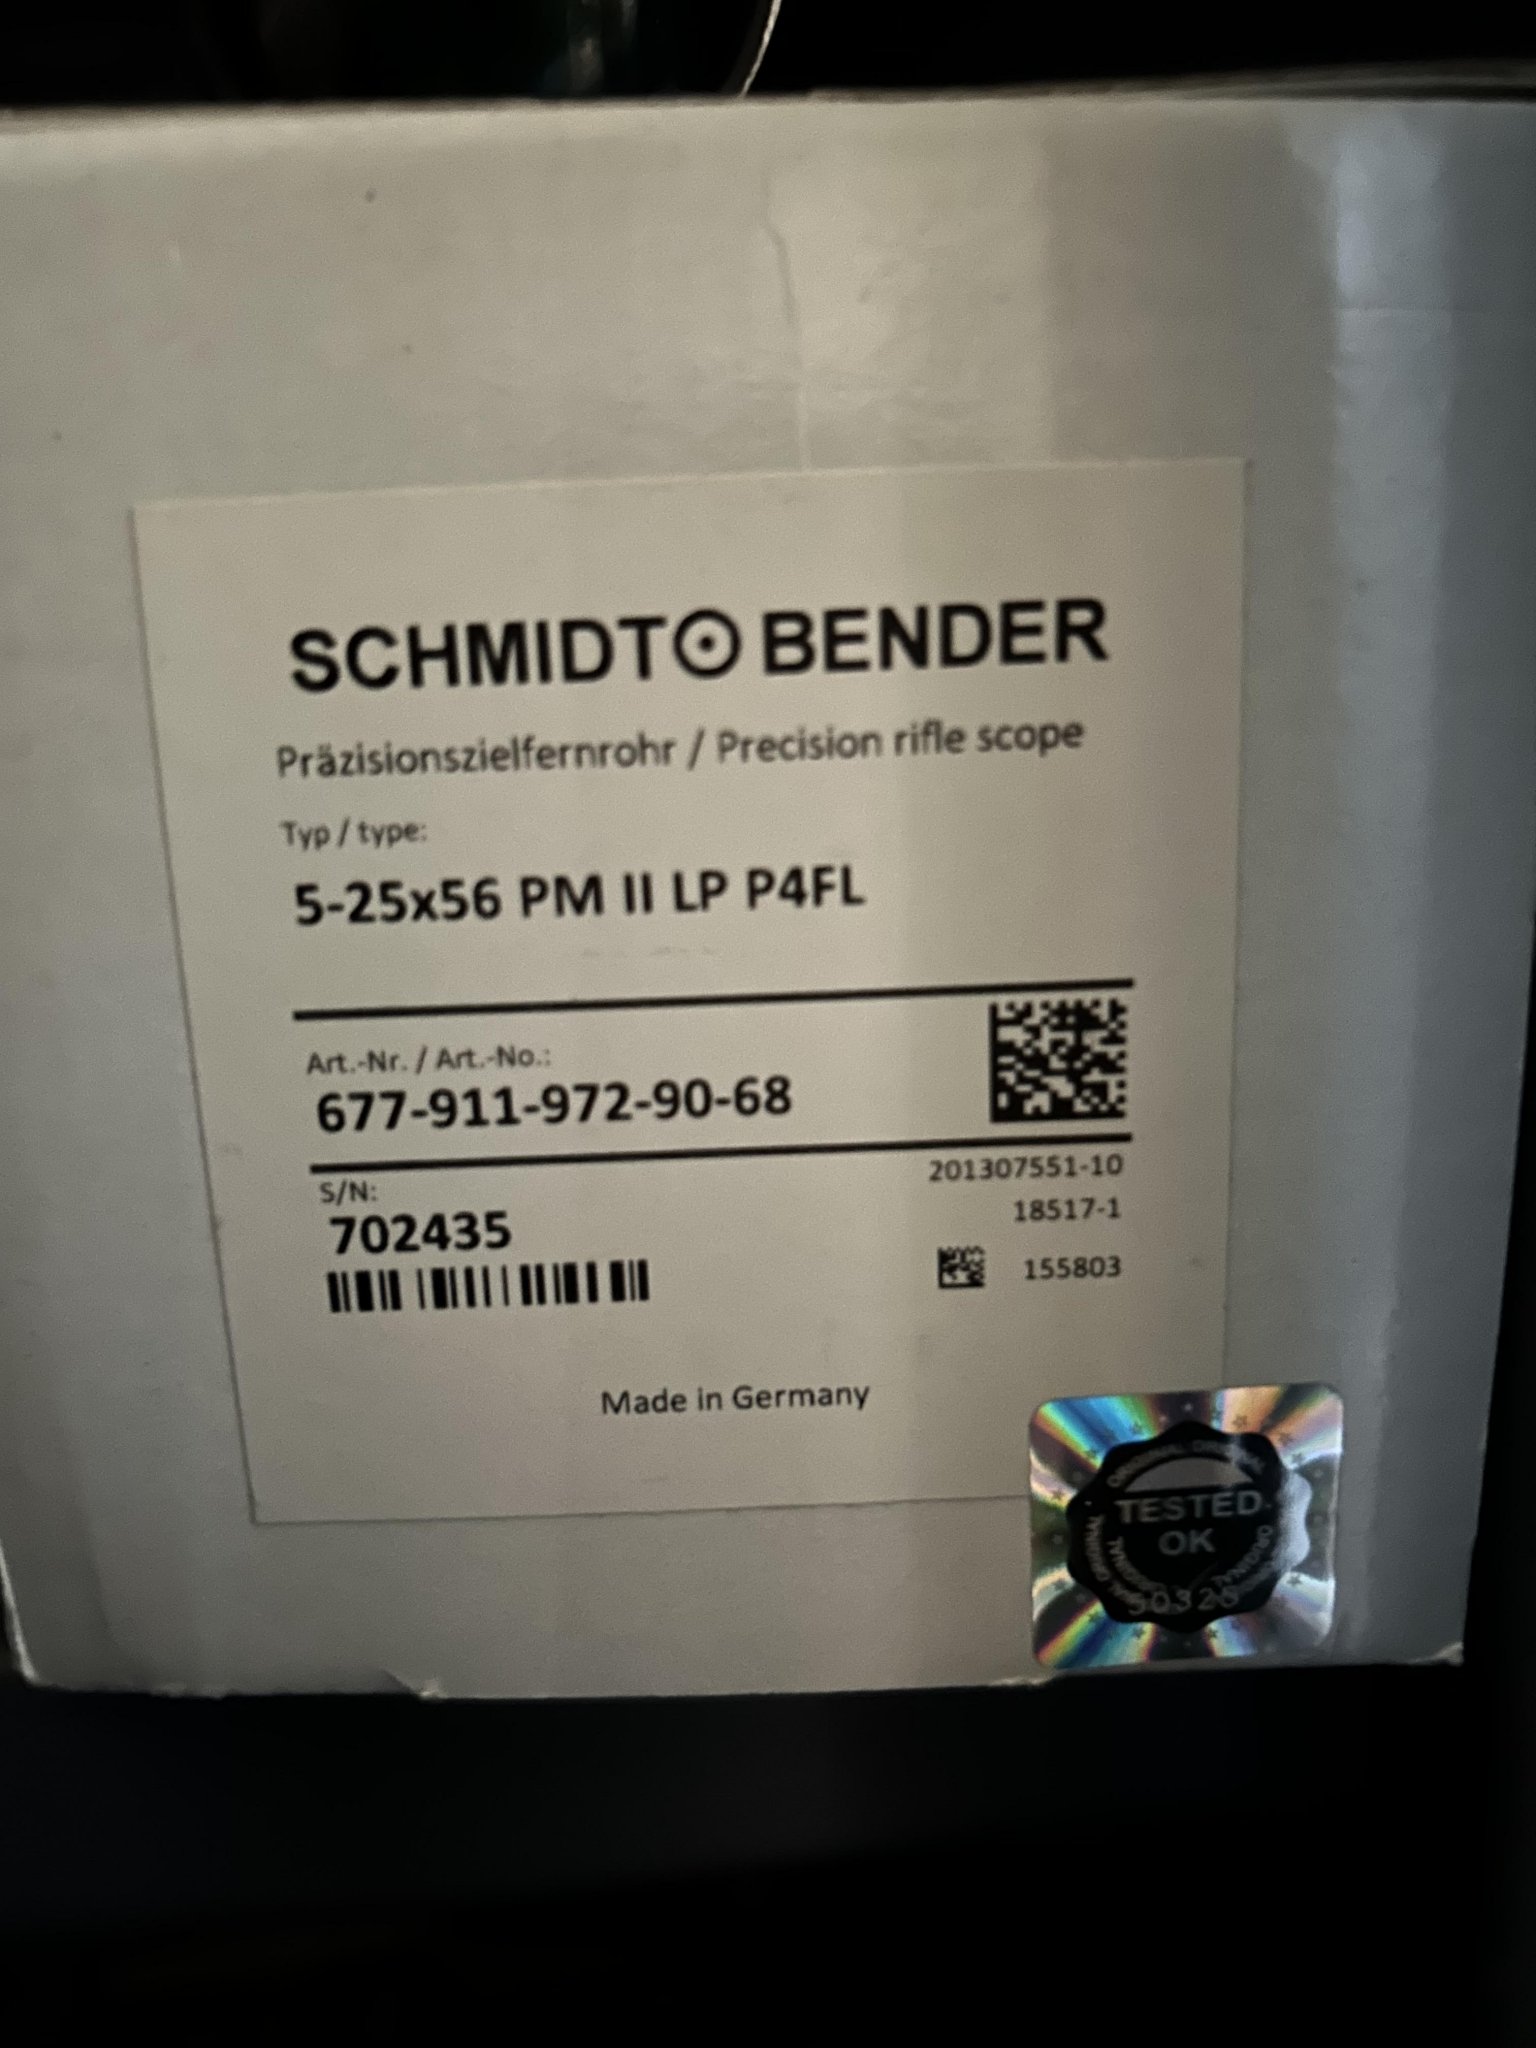 SCHMIDT BENDER
Präzisionszielfernrohr / Precision rifle scope
Typ / type:
5-25x56 PM II LP P4FL
Art.-Nr. / Art.-No.:
677-911-972-90-68
S/N:
702435
201307551-10
18517-1
155803
Made in Germany
TESTED
OK